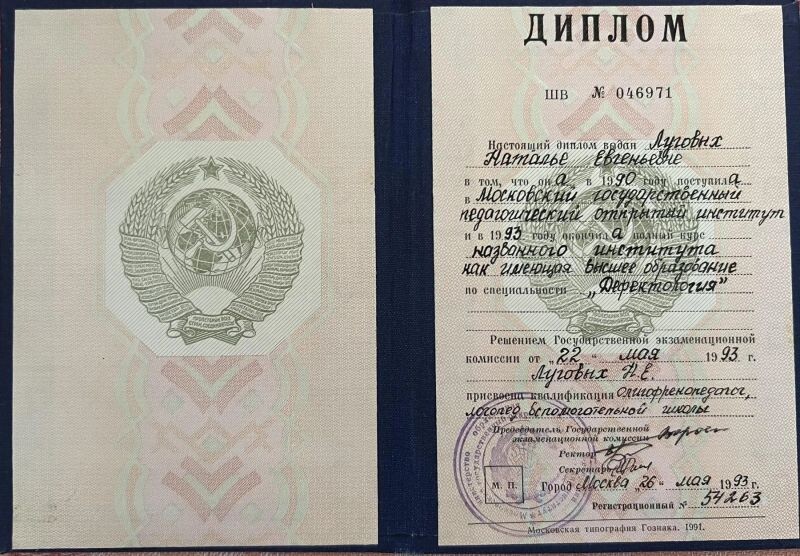 ДИПЛОМ
ШВ № 046971
Настоящий диплом выдан Луговых
Наталье Евгеньевне
в том, что она в 1990 году поступила
в Московский государственный
педагогический открытый институт
и в 1993 году окончила полный курс
названного института
как имеющая высшее образование
по специальности „Дефектология"
Решением Государственной экзаменационной
комиссии от „22" мая 1993 г.
Луговых Н.Е.
присвоена квалификация Олигофренопедагог,
логопед вспомогательной школы
Председатель Государственной
экзаменационной комиссии
Ректор
Секретарь
М. П. Город Москва „26" мая 1993 г.
Регистрационный № 54263
Московская типография Гознака. 1991.